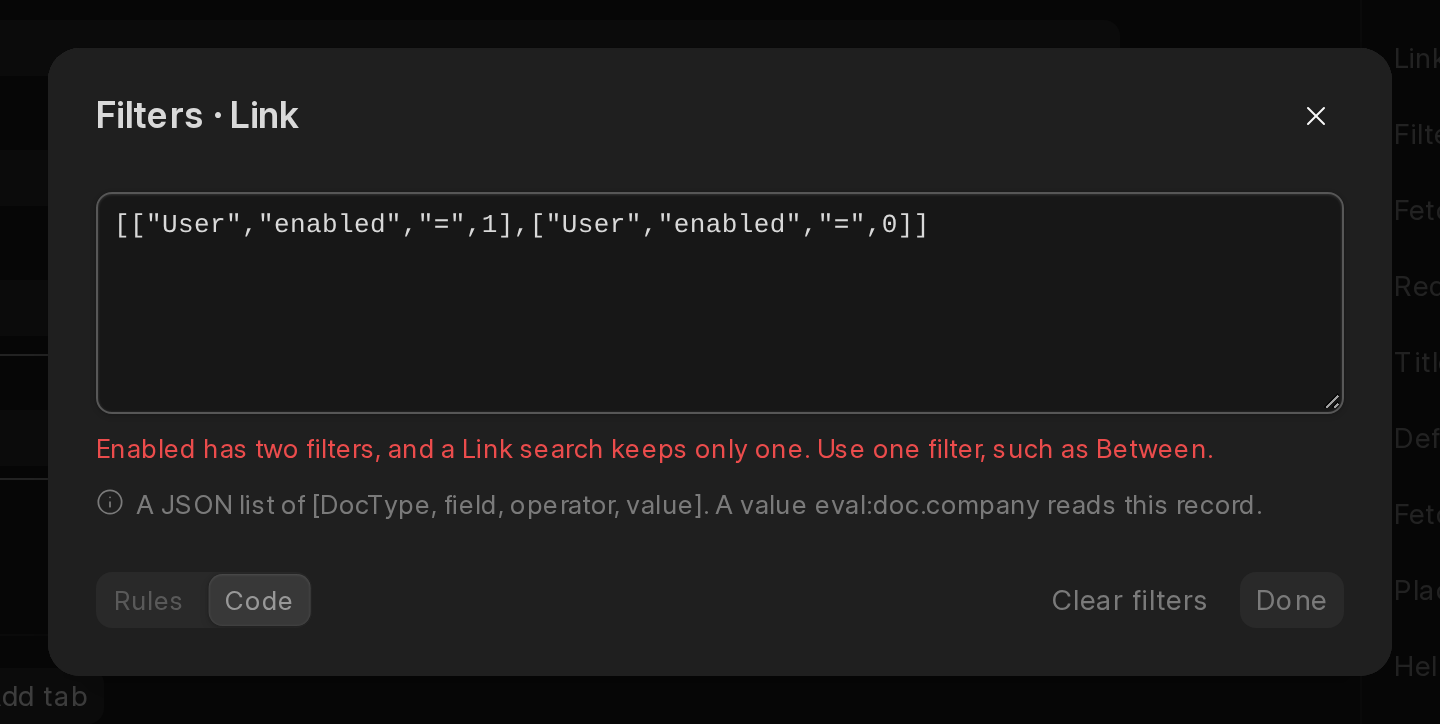 Filters · Link
[["User","enabled","=",1],["User","enabled","=",0]]
Enabled has two filters, and a Link search keeps only one. Use one filter, such as Between.
A JSON list of [DocType, field, operator, value]. A value eval:doc.company reads this record.
Rules
Code
Clear filters
Done
tab